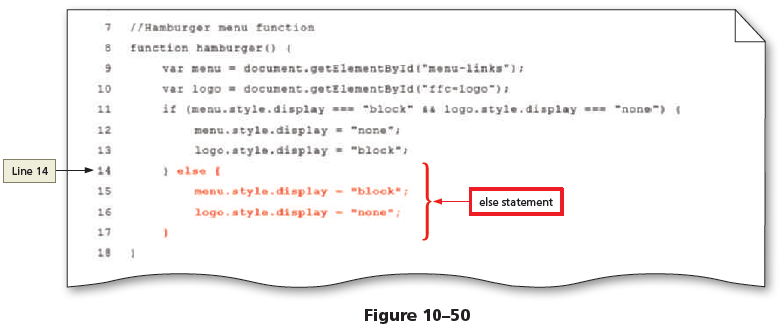 7 //Hamburger menu function
8 function hamburger() {
9 var menu = document.getElementById("menu-links");
10 var logo = document.getElementById("ffc-logo");
11 if (menu.style.display === "block" && logo.style.display === "none") {
12 menu.style.display = "none";
13 logo.style.display = "block";
Line 14
14 } else {
15 menu.style.display = "block";
else statement
16 logo.style.display = "none";
17 }
18 }
Figure 10–50